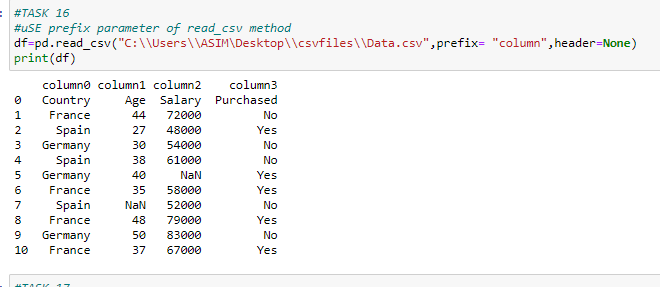 #TASK 16
#uSE prefix parameter of read_csv method
df=pd.read_csv("C:\\Users\\ASIM\Desktop\\csvfiles\\Data.csv",prefix= "column",header=None)
print(df)
column0 column1 column2 column3
0 Country Age Salary Purchased
1 France 44 72000 No
2 Spain 27 48000 Yes
3 Germany 30 54000 No
4 Spain 38 61000 No
5 Germany 40 NaN Yes
6 France 35 58000 Yes
7 Spain NaN 52000 No
8 France 48 79000 Yes
9 Germany 50 83000 No
10 France 37 67000 Yes
#TASK 17